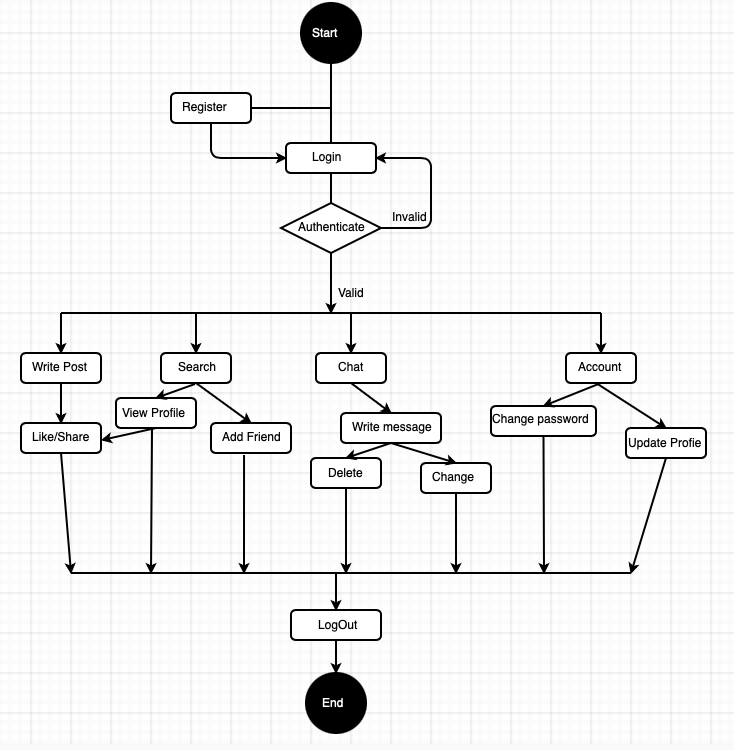 Start
Register
Login
Invalid
Authenticate
Valid
Write Post
Search
Chat
Account
View Profile
Change password
Like/Share
Add Friend
Write message
Update Profie
Delete
Change
LogOut
End